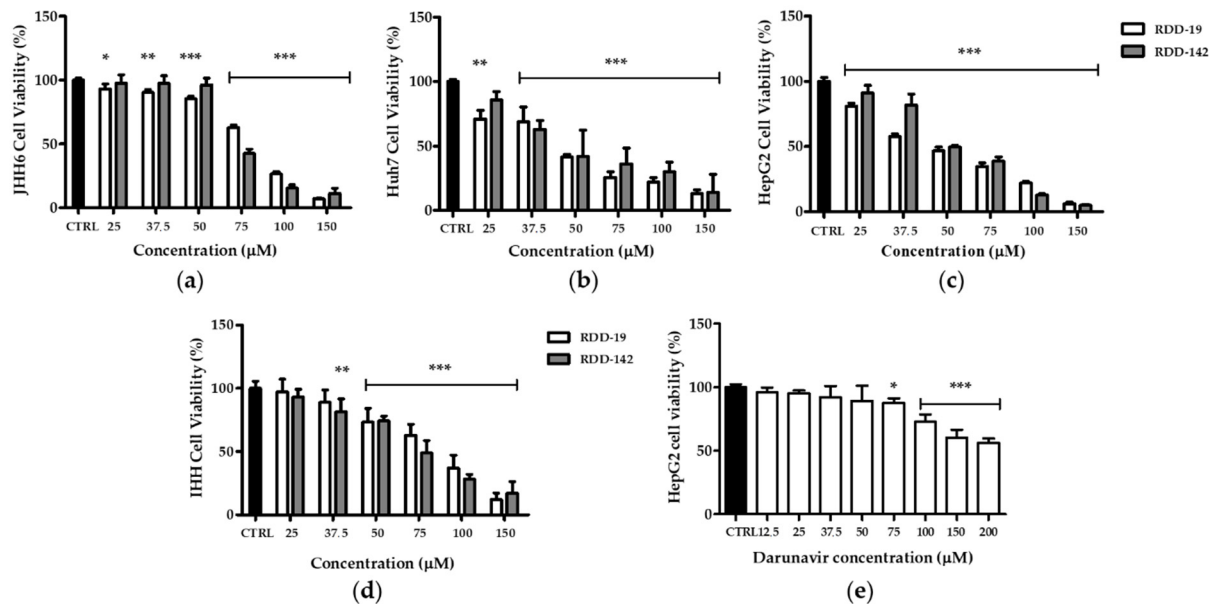 150
100
50
0
JHH6 Cell Viability (%)
* ** *** ***
CTRL 25 37.5 50 75 100 150
Concentration (µM)
(a)
150
100
50
0
Huh7 Cell Viability (%)
** ***
CTRL 25 37.5 50 75 100 150
Concentration (µM)
(b)
150
100
50
0
HepG2 Cell Viability (%)
***
RDD-19
RDD-142
CTRL 25 37.5 50 75 100 150
Concentration (µM)
(c)
150
100
50
0
IHH Cell Viability (%)
** ***
RDD-19
RDD-142
CTRL 25 37.5 50 75 100 150
Concentration (µM)
(d)
150
100
50
0
HepG2 cell viability (%)
* ***
CTRL 12.5 25 37.5 50 75 100 150 200
Darunavir concentration (µM)
(e)